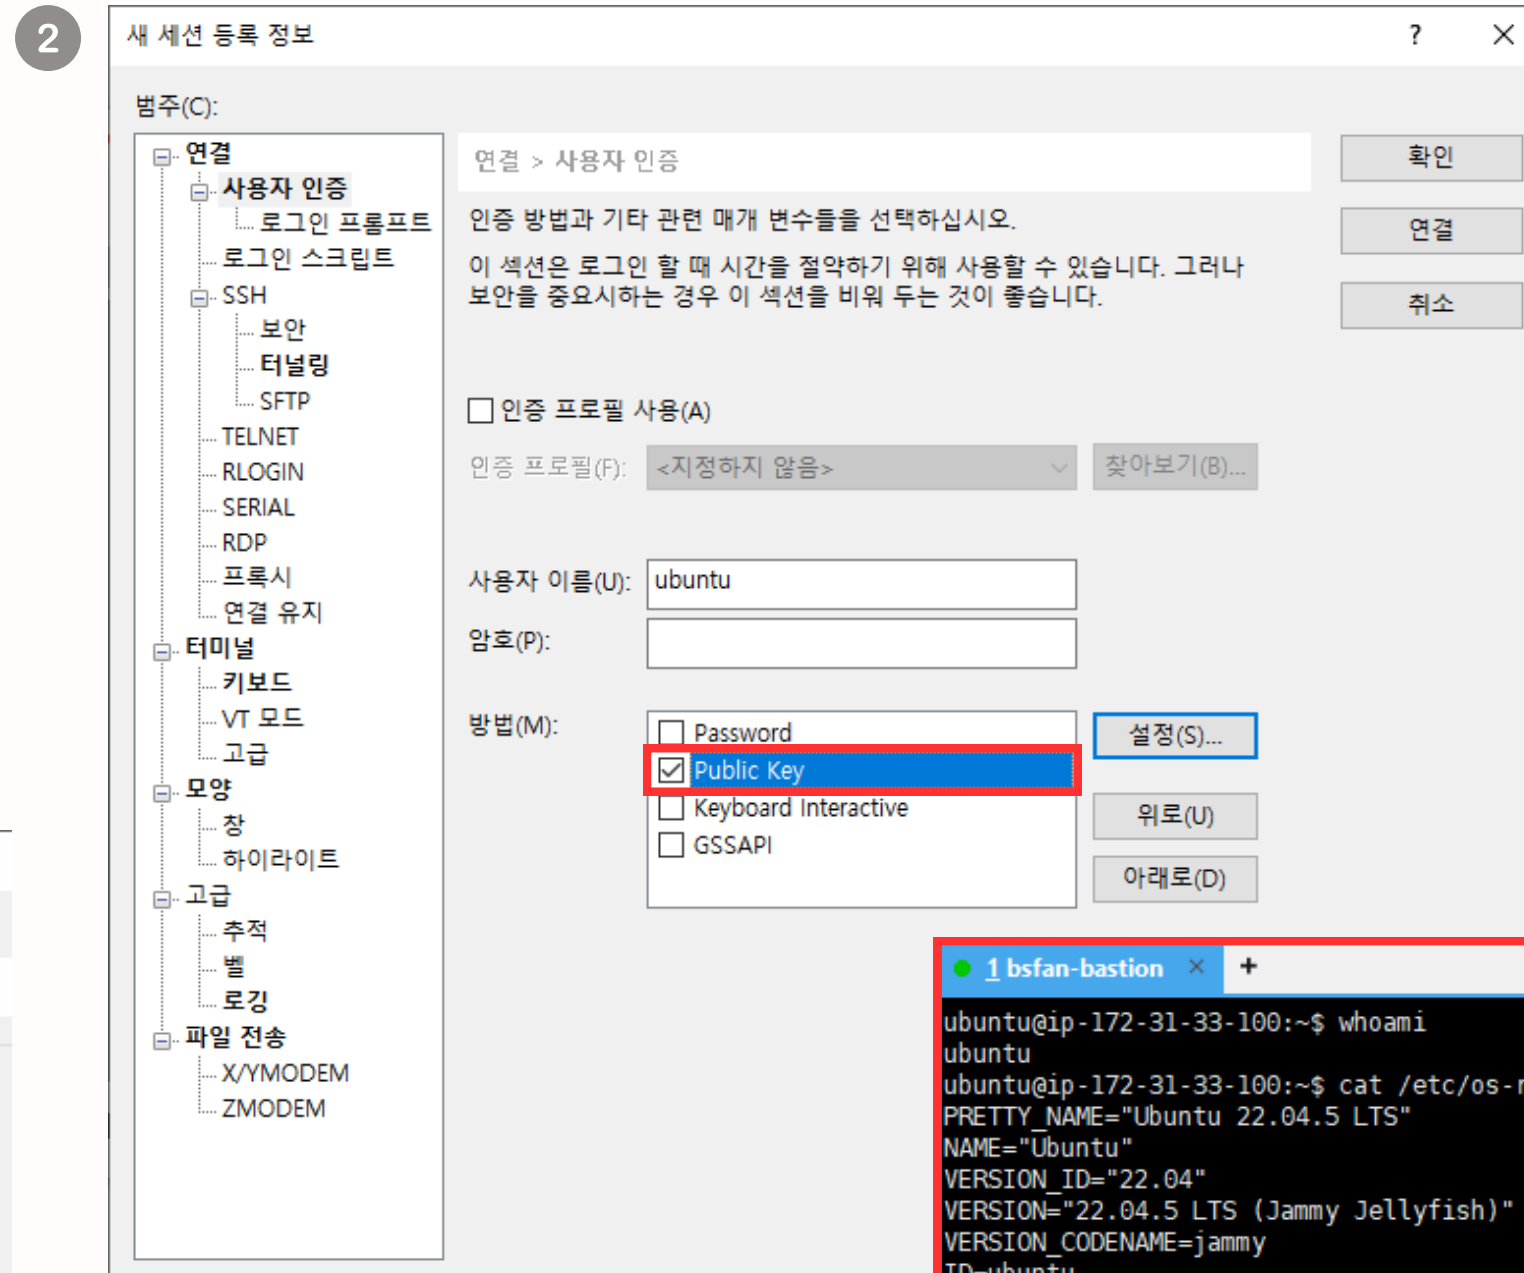 2
새 세션 등록 정보
?
범주(C):
연결
사용자 인증
로그인 프롬프트
로그인 스크립트
SSH
보안
터널링
SFTP
TELNET
RLOGIN
SERIAL
RDP
프록시
연결 유지
터미널
키보드
VT 모드
고급
모양
창
하이라이트
고급
추적
벨
로깅
파일 전송
X/YMODEM
ZMODEM
연결 > 사용자 인증
인증 방법과 기타 관련 매개 변수들을 선택하십시오.
이 섹션은 로그인 할 때 시간을 절약하기 위해 사용할 수 있습니다. 그러나
보안을 중요시하는 경우 이 섹션을 비워 두는 것이 좋습니다.
인증 프로필 사용(A)
인증 프로필(F): <지정하지 않음> 찾아보기(B)...
사용자 이름(U): ubuntu
암호(P):
방법(M):
Password
Public Key
Keyboard Interactive
GSSAPI
설정(S)...
위로(U)
아래로(D)
확인
연결
취소
1 bsfan-bastion × +
ubuntu@ip-172-31-33-100:~$ whoami
ubuntu
ubuntu@ip-172-31-33-100:~$ cat /etc/os-r
PRETTY_NAME="Ubuntu 22.04.5 LTS"
NAME="Ubuntu"
VERSION_ID="22.04"
VERSION="22.04.5 LTS (Jammy Jellyfish)"
VERSION_CODENAME=jammy
ID=ubuntu